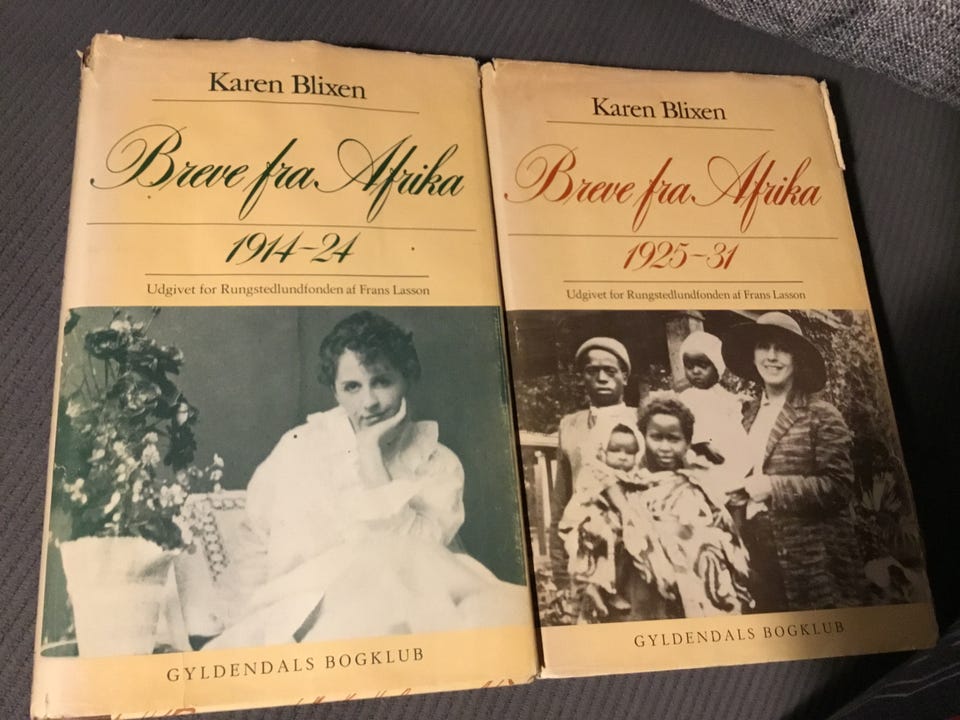 Karen Blixen
Breve fra Afrika
1914-24
Udgivet for Rungstedlundfonden af Frans Lasson
GYLDENDALS BOGKLUB
Karen Blixen
Breve fra Afrika
1925-31
Udgivet for Rungstedlundfonden af Frans Lasson
GYLDENDALS BOGKLUB